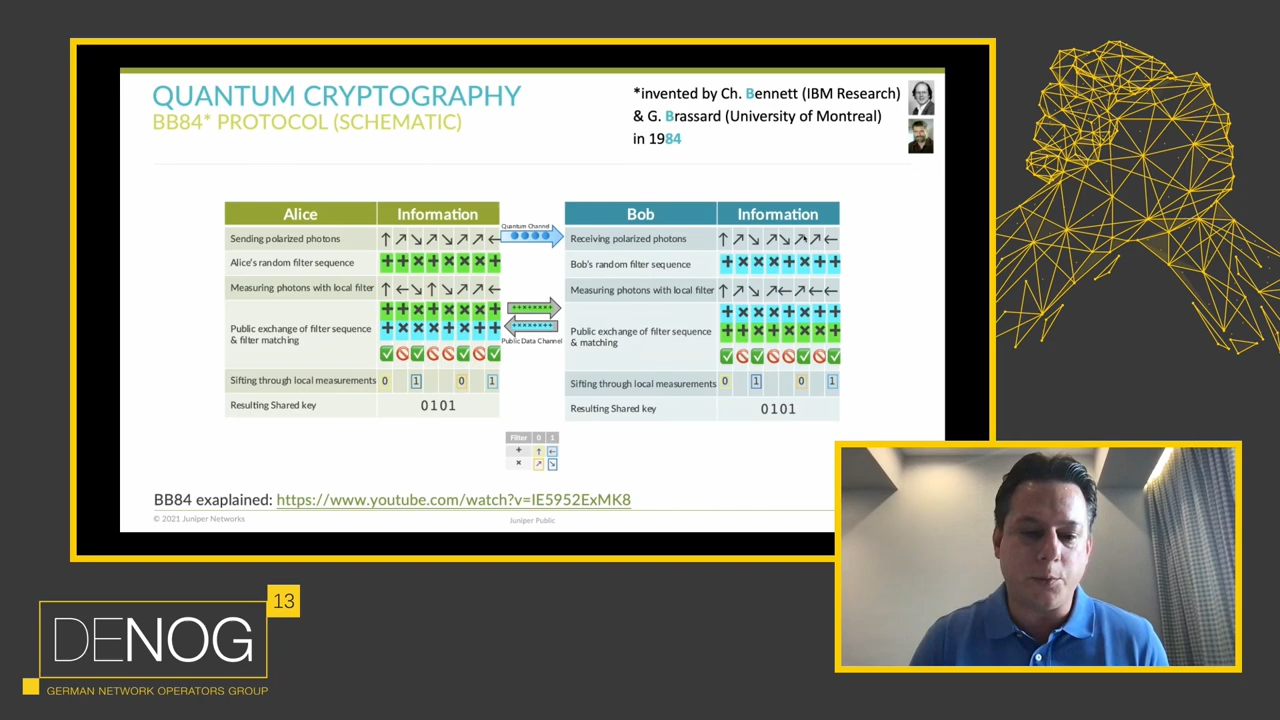 QUANTUM CRYPTOGRAPHY
BB84* PROTOCOL (SCHEMATIC)
*invented by Ch. Bennett (IBM Research)
& G. Brassard (University of Montreal)
in 1984
Alice Information
Sending polarized photons ↑ ↗ ↘ ↗ ↘ ↗ ↗ ←
Alice's random filter sequence + + × + × × × +
Measuring photons with local filter ↑ ← ↘ ↑ ↘ ↗ ↗ ←
+ + × + × × × +
Public exchange of filter sequence
& filter matching
+ × × × + × + +
Sifting through local measurements 0 1 0 1
Resulting Shared key 0101
Quantum Channel
Public Data Channel
Bob Information
Receiving polarized photons ↑ ↗ ↘ ↗ ↘ ↗ ↗ ←
Bob's random filter sequence + × × × + × + +
Measuring photons with local filter ↑ ↗ ↘ ↗ ← ↗ ← ←
+ × × × + × + +
Public exchange of filter sequence
& matching
+ + × + × × × +
Sifting through local measurements 0 1 0 1
Resulting Shared key 0101
Filter 0 1
+ ↑ ←
× ↗ ↘
BB84 exaplained: https://www.youtube.com/watch?v=IE5952ExMK8
© 2021 Juniper Networks
Juniper Public
13
DENOG
GERMAN NETWORK OPERATORS GROUP